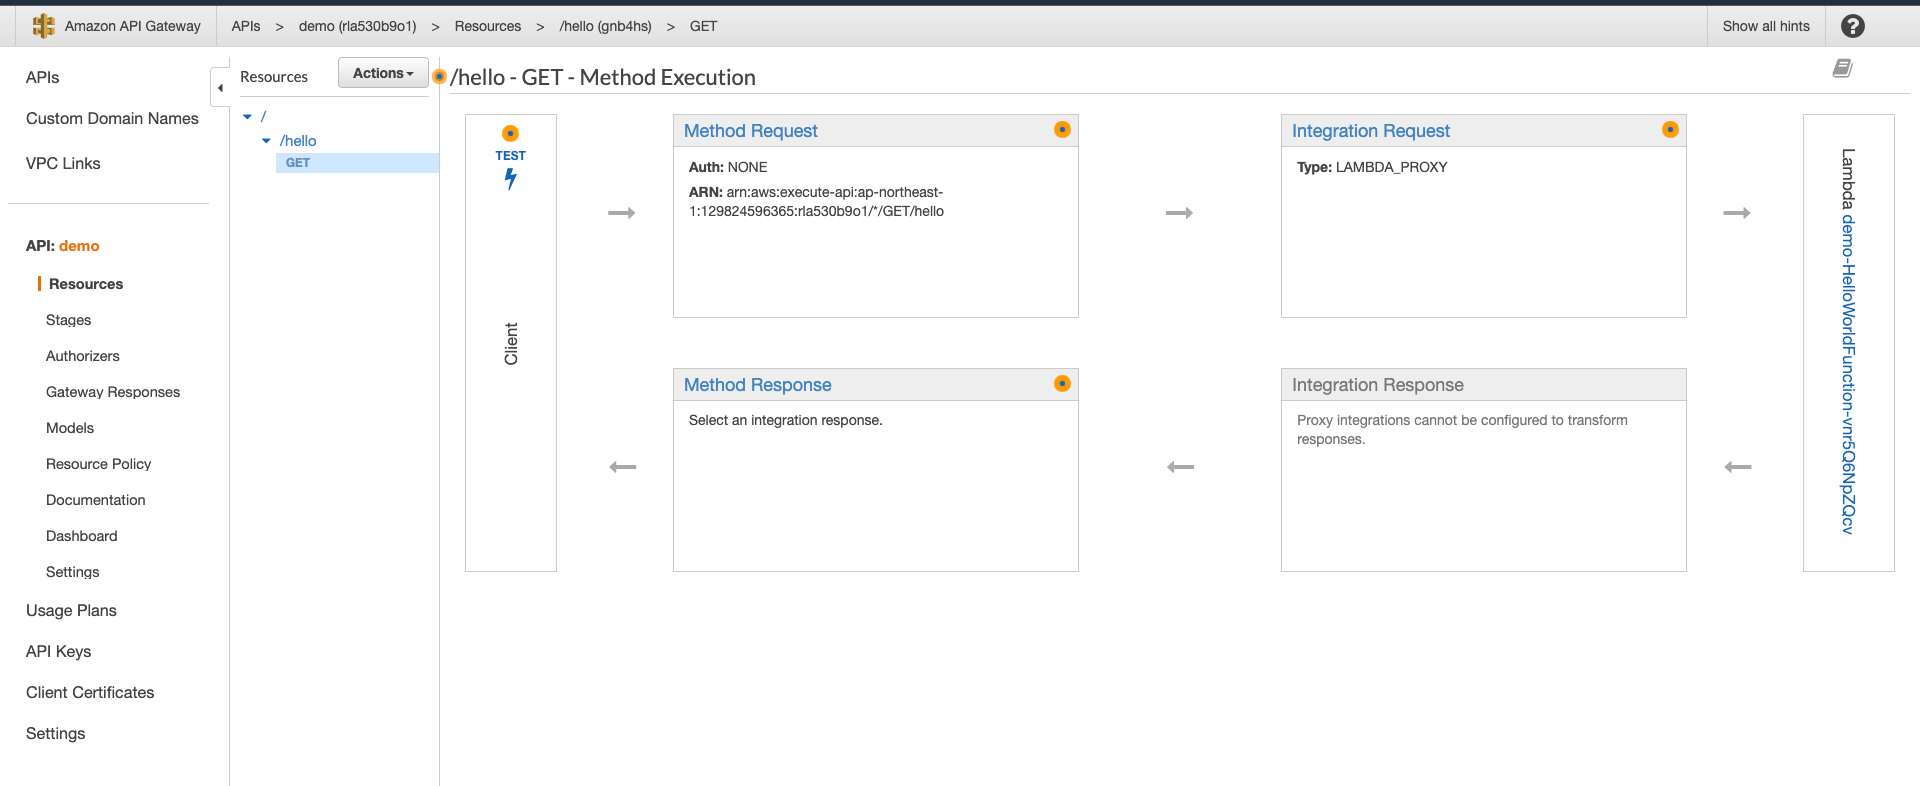 Amazon API Gateway
APIs > demo (rla530b9o1) > Resources > /hello (gnb4hs) > GET
Show all hints
?
APIs
Custom Domain Names
VPC Links
API: demo
Resources
Stages
Authorizers
Gateway Responses
Models
Resource Policy
Documentation
Dashboard
Settings
Usage Plans
API Keys
Client Certificates
Settings
Resources
Actions
/
/hello
GET
/hello - GET - Method Execution
TEST
Client
Method Request
Auth: NONE
ARN: arn:aws:execute-api:ap-northeast-
1:129824596365:rla530b9o1/*/GET/hello
Integration Request
Type: LAMBDA_PROXY
Method Response
Select an integration response.
Integration Response
Proxy integrations cannot be configured to transform
responses.
Lambda demo-HelloWorldFunction-vnr5Q6NpZQcv